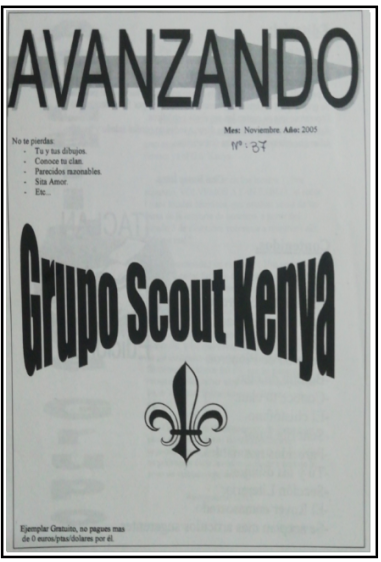 AVANZANDO
Mes: Noviembre Año: 2005
Nº: 37
No te pierdas:
- Tu y tus dibujos.
- Conoce tu clan.
- Parecidos razonables.
- Sita Amor.
- Etc...
Grupo Scout Kenya
Ejemplar Gratuito, no pagues mas
de 0 euros/ptas/dolares por él.